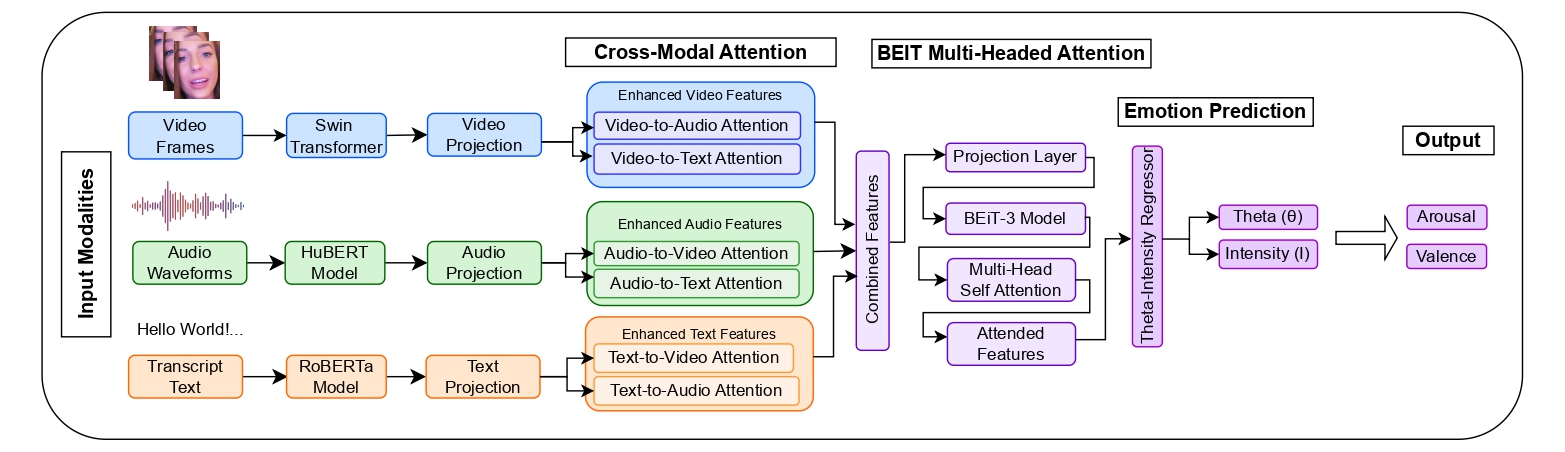 Cross-Modal Attention
BEIT Multi-Headed Attention
Emotion Prediction
Output
Input Modalities
Video
Frames
Swin
Transformer
Video
Projection
Enhanced Video Features
Video-to-Audio Attention
Video-to-Text Attention
Audio
Waveforms
HuBERT
Model
Audio
Projection
Enhanced Audio Features
Audio-to-Video Attention
Audio-to-Text Attention
Hello World!...
Transcript
Text
RoBERTa
Model
Text
Projection
Enhanced Text Features
Text-to-Video Attention
Text-to-Audio Attention
Combined Features
Projection Layer
BEiT-3 Model
Multi-Head
Self Attention
Attended
Features
Theta-Intensity Regressor
Theta (θ)
Intensity (I)
Arousal
Valence